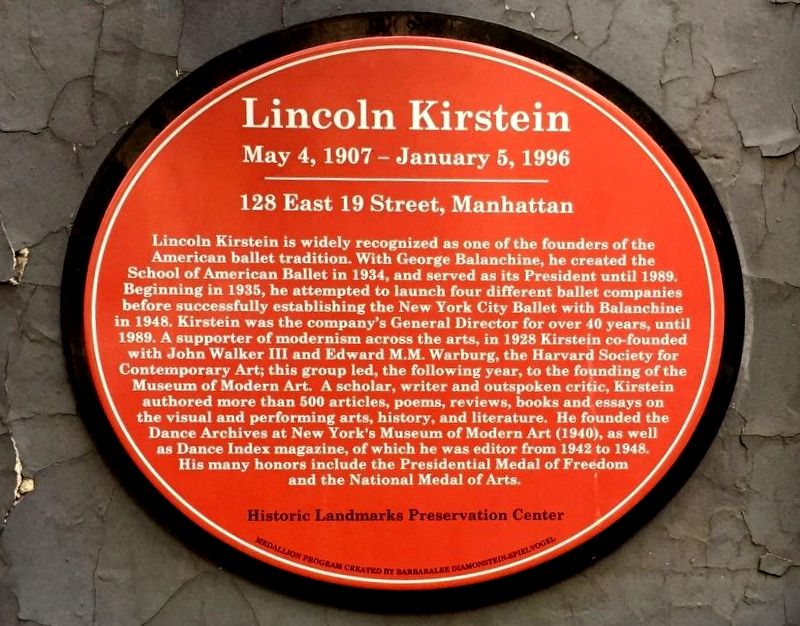 Lincoln Kirstein
May 4, 1907 – January 5, 1996
128 East 19 Street, Manhattan
Lincoln Kirstein is widely recognized as one of the founders of the
American ballet tradition. With George Balanchine, he created the
School of American Ballet in 1934, and served as its President until 1989.
Beginning in 1935, he attempted to launch four different ballet companies
before successfully establishing the New York City Ballet with Balanchine
in 1948. Kirstein was the company's General Director for over 40 years, until
1989. A supporter of modernism across the arts, in 1928 Kirstein co-founded
with John Walker III and Edward M.M. Warburg, the Harvard Society for
Contemporary Art; this group led, the following year, to the founding of the
Museum of Modern Art. A scholar, writer and outspoken critic, Kirstein
authored more than 500 articles, poems, reviews, books and essays on
the visual and performing arts, history, and literature. He founded the
Dance Archives at New York's Museum of Modern Art (1940), as well
as Dance Index magazine, of which he was editor from 1942 to 1948.
His many honors include the Presidential Medal of Freedom
and the National Medal of Arts.
Historic Landmarks Preservation Center
MEDALLION PROGRAM CREATED BY BARBARALEE DIAMONSTEIN-SPIELVOGEL